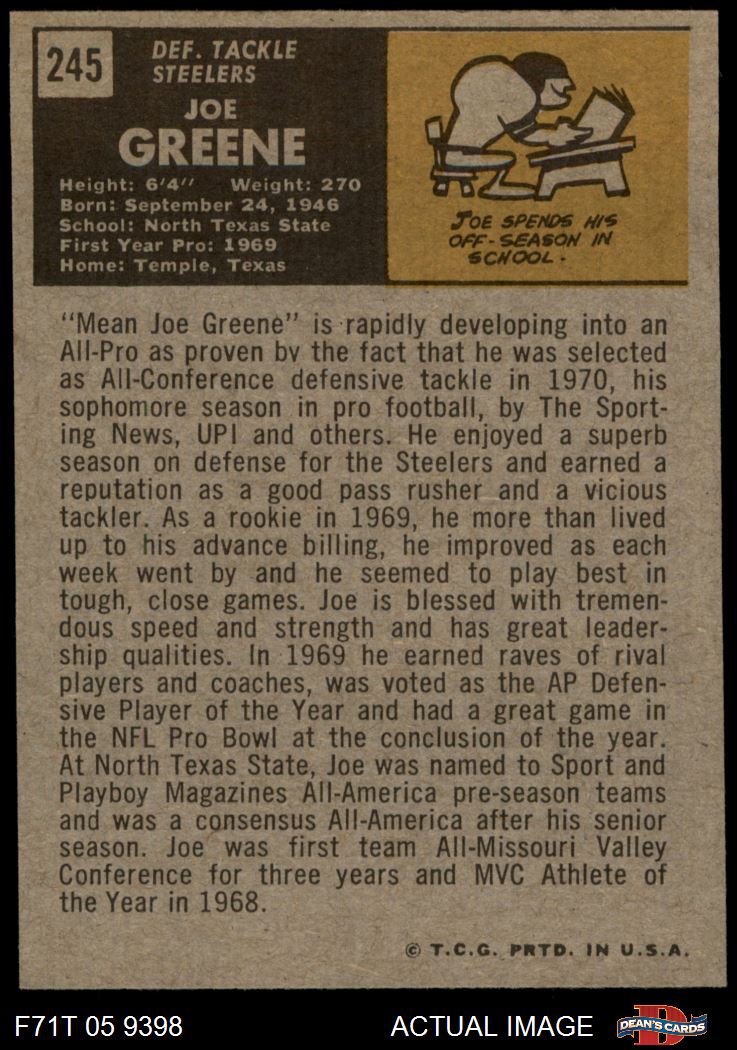 245
DEF. TACKLE
STEELERS
JOE
GREENE
Height: 6'4" Weight: 270
Born: September 24, 1946
School: North Texas State
First Year Pro: 1969
Home: Temple, Texas
JOE SPENDS HIS
OFF-SEASON IN
SCHOOL.
"Mean Joe Greene" is rapidly developing into an
All-Pro as proven by the fact that he was selected
as All-Conference defensive tackle in 1970, his
sophomore season in pro football, by The Sport-
ing News, UPI and others. He enjoyed a superb
season on defense for the Steelers and earned a
reputation as a good pass rusher and a vicious
tackler. As a rookie in 1969, he more than lived
up to his advance billing, he improved as each
week went by and he seemed to play best in
tough, close games. Joe is blessed with tremen-
dous speed and strength and has great leader-
ship qualities. In 1969 he earned raves of rival
players and coaches, was voted as the AP Defen-
sive Player of the Year and had a great game in
the NFL Pro Bowl at the conclusion of the year.
At North Texas State, Joe was named to Sport and
Playboy Magazines All-America pre-season teams
and was a consensus All-America after his senior
season. Joe was first team All-Missouri Valley
Conference for three years and MVC Athlete of
the Year in 1968.
© T.C.G. PRTD. IN U.S.A.
F71T 05 9398 ACTUAL IMAGE D DEAN'S CARDS